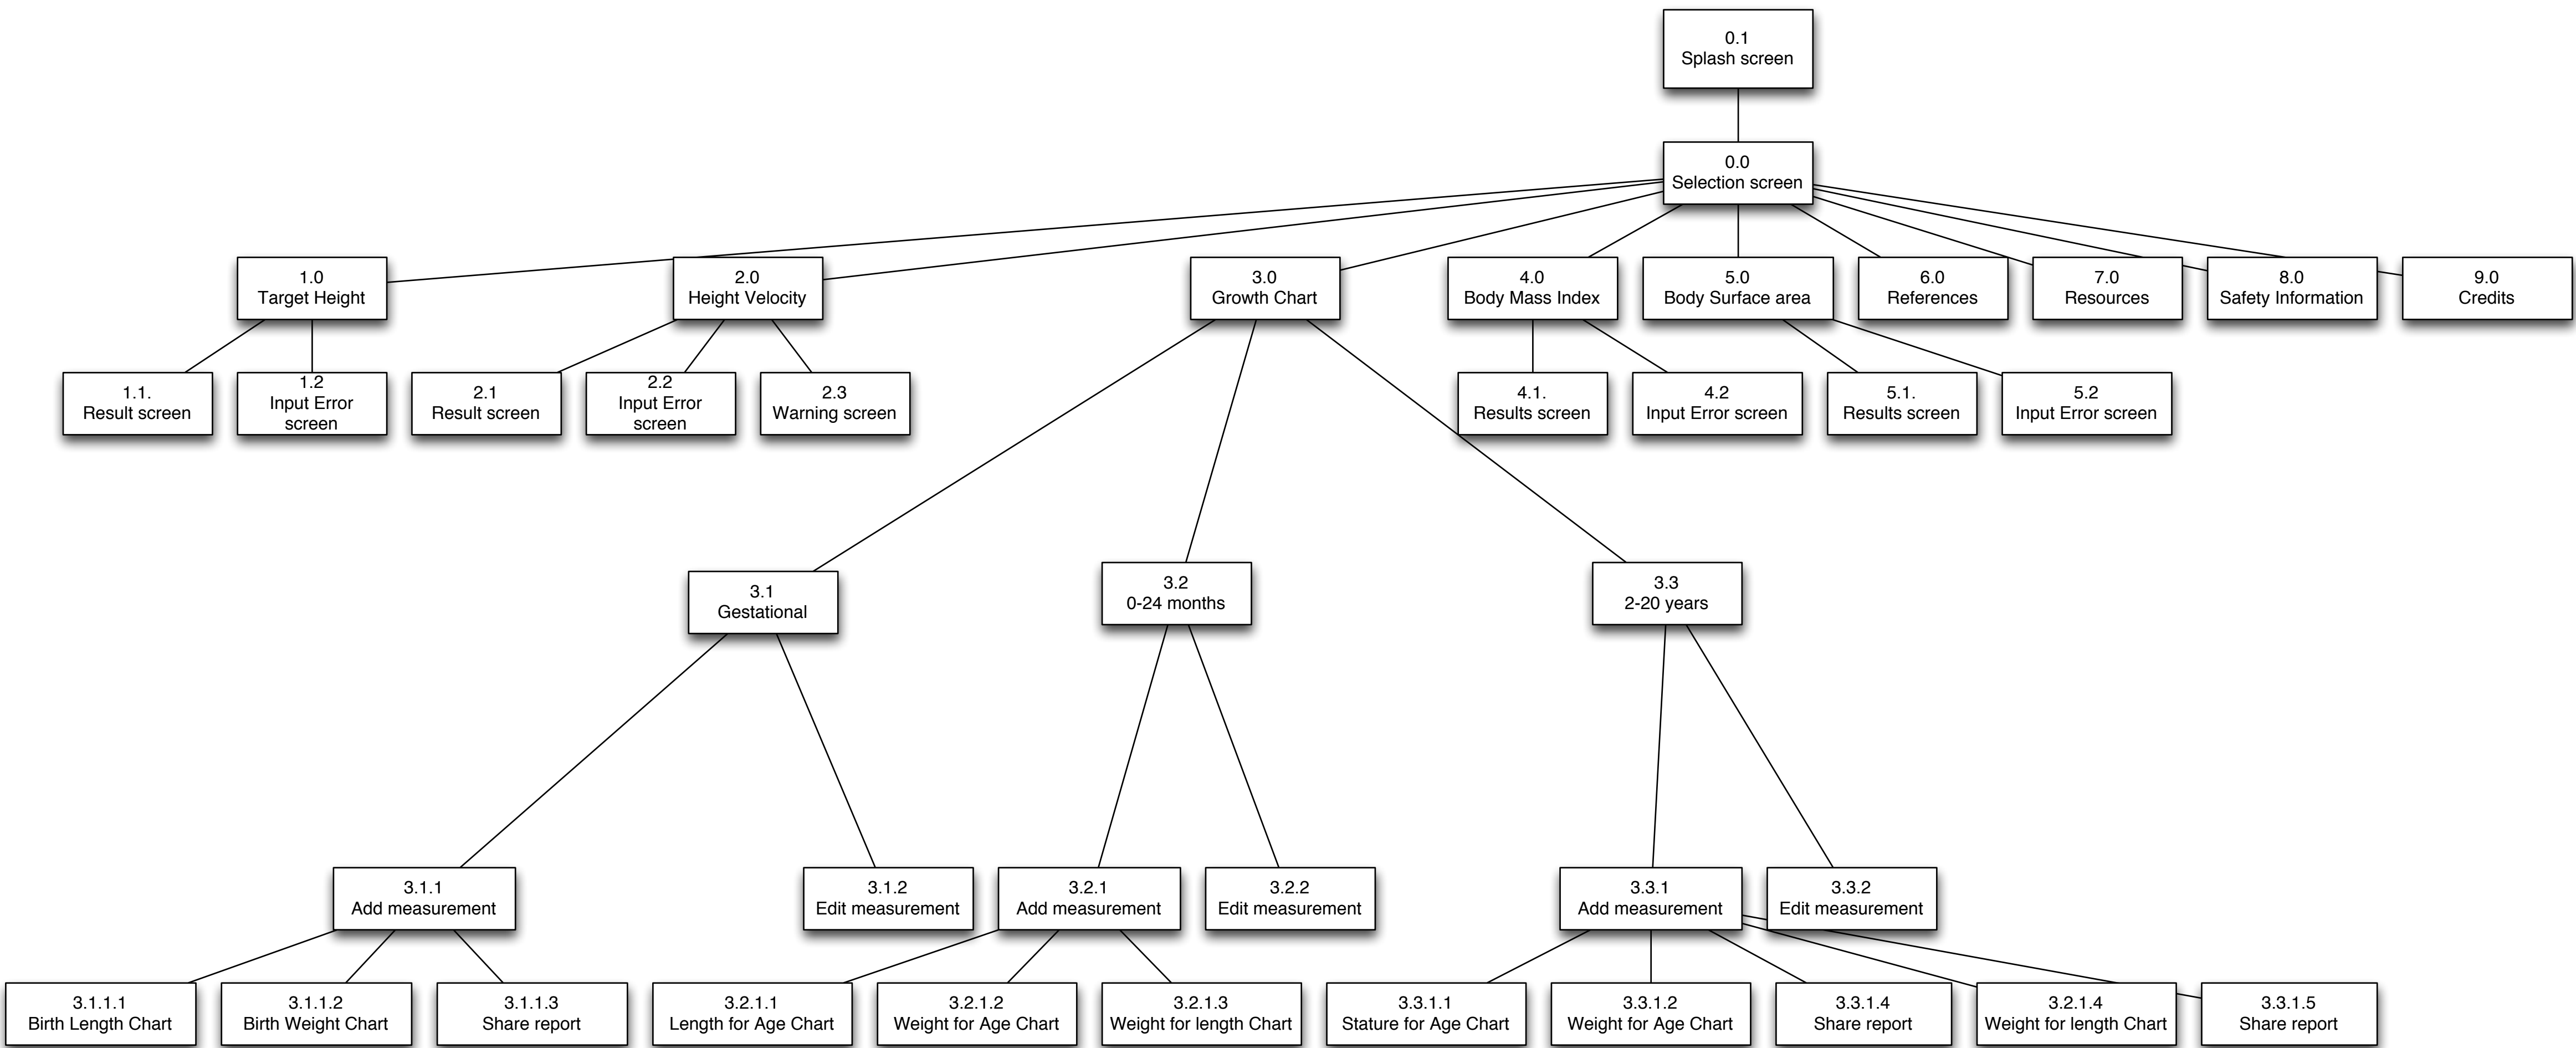 0.1
Splash screen
0.0
Selection screen
1.0
Target Height
2.0
Height Velocity
3.0
Growth Chart
4.0
Body Mass Index
5.0
Body Surface area
6.0
References
7.0
Resources
8.0
Safety Information
9.0
Credits
1.1.
Result screen
1.2
Input Error
screen
2.1
Result screen
2.2
Input Error
screen
2.3
Warning screen
4.1.
Results screen
4.2
Input Error screen
5.1.
Results screen
5.2
Input Error screen
3.1
Gestational
3.2
0-24 months
3.3
2-20 years
3.1.1
Add measurement
3.1.2
Edit measurement
3.2.1
Add measurement
3.2.2
Edit measurement
3.3.1
Add measurement
3.3.2
Edit measurement
3.1.1.1
Birth Length Chart
3.1.1.2
Birth Weight Chart
3.1.1.3
Share report
3.2.1.1
Length for Age Chart
3.2.1.2
Weight for Age Chart
3.2.1.3
Weight for length Chart
3.3.1.1
Stature for Age Chart
3.3.1.2
Weight for Age Chart
3.3.1.4
Share report
3.2.1.4
Weight for length Chart
3.3.1.5
Share report